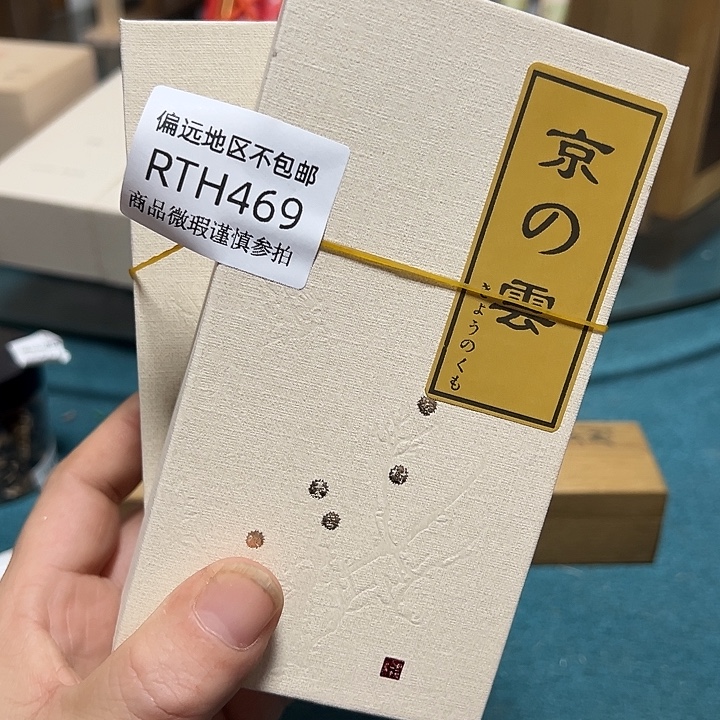 偏远地区不包邮
RTH469
商品微瑕谨慎参拍
京の雲
きょうのくも